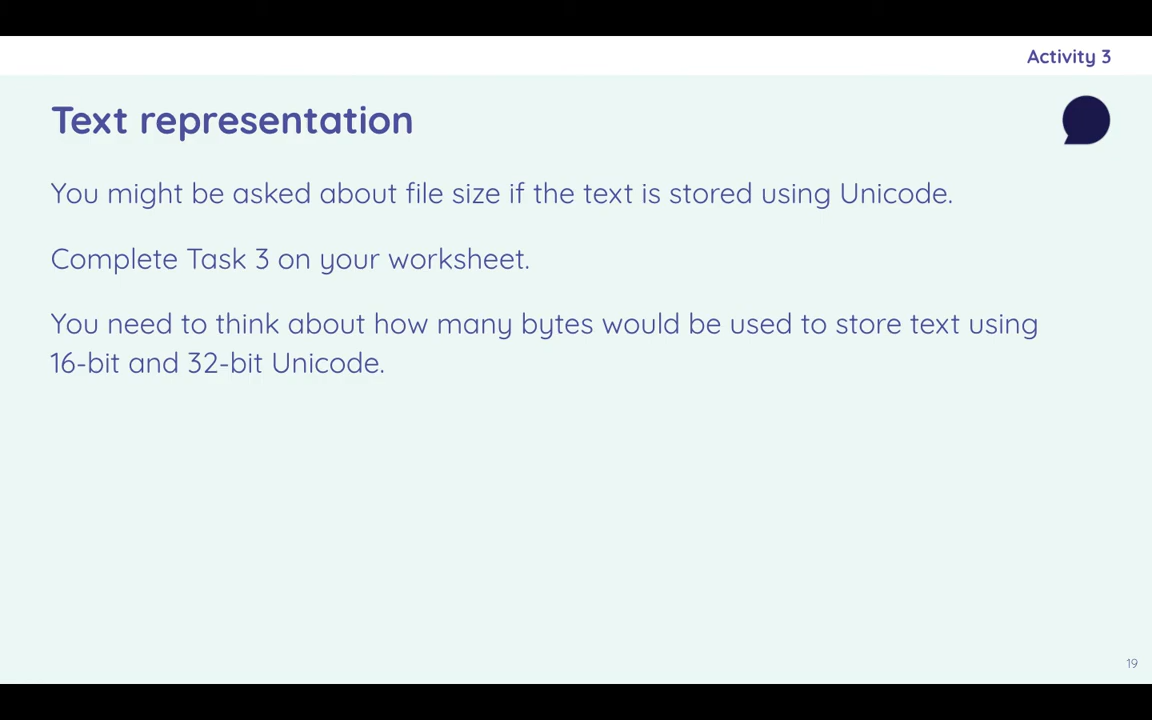 Activity 3
Text representation
You might be asked about file size if the text is stored using Unicode.
Complete Task 3 on your worksheet.
You need to think about how many bytes would be used to store text using
16-bit and 32-bit Unicode.
19